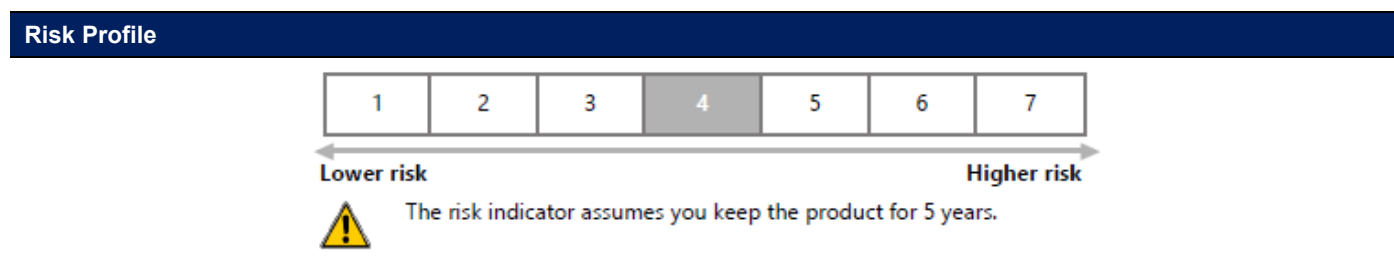 Risk Profile
1 2 3 4 5 6 7
Lower risk Higher risk
The risk indicator assumes you keep the product for 5 years.